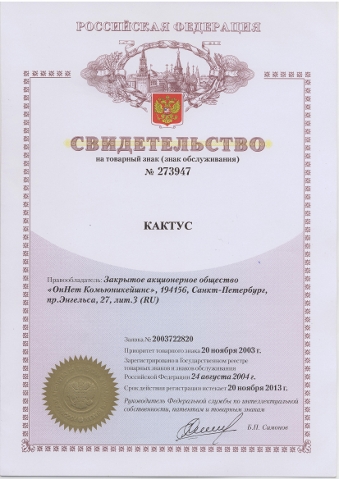 РОССИЙСКАЯ ФЕДЕРАЦИЯ
СВИДЕТЕЛЬСТВО
на товарный знак (знак обслуживания)
№ 273947
КАКТУС
Правообладатель: Закрытое акционерное общество
«ОнНет Комьюникейшнс», 194156, Санкт-Петербург,
пр.Энгельса, 27, лит.З (RU)
Заявка № 2003722820
Приоритет товарного знака 20 ноября 2003 г.
Зарегистрировано в Государственном реестре
товарных знаков и знаков обслуживания
Российской Федерации 24 августа 2004 г.
Срок действия регистрации истекает 20 ноября 2013 г.
Руководитель Федеральной службы по интеллектуальной
собственности, патентам и товарным знакам
Б.П. Симонов